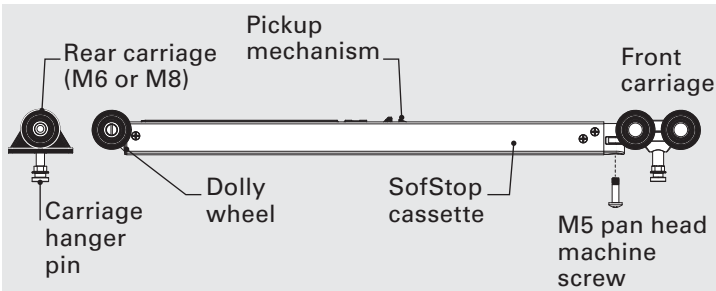 Pickup
mechanism
Rear carriage
(M6 or M8)
Front
carriage
Carriage
hanger
pin
Dolly
wheel
SofStop
cassette
M5 pan head
machine
screw